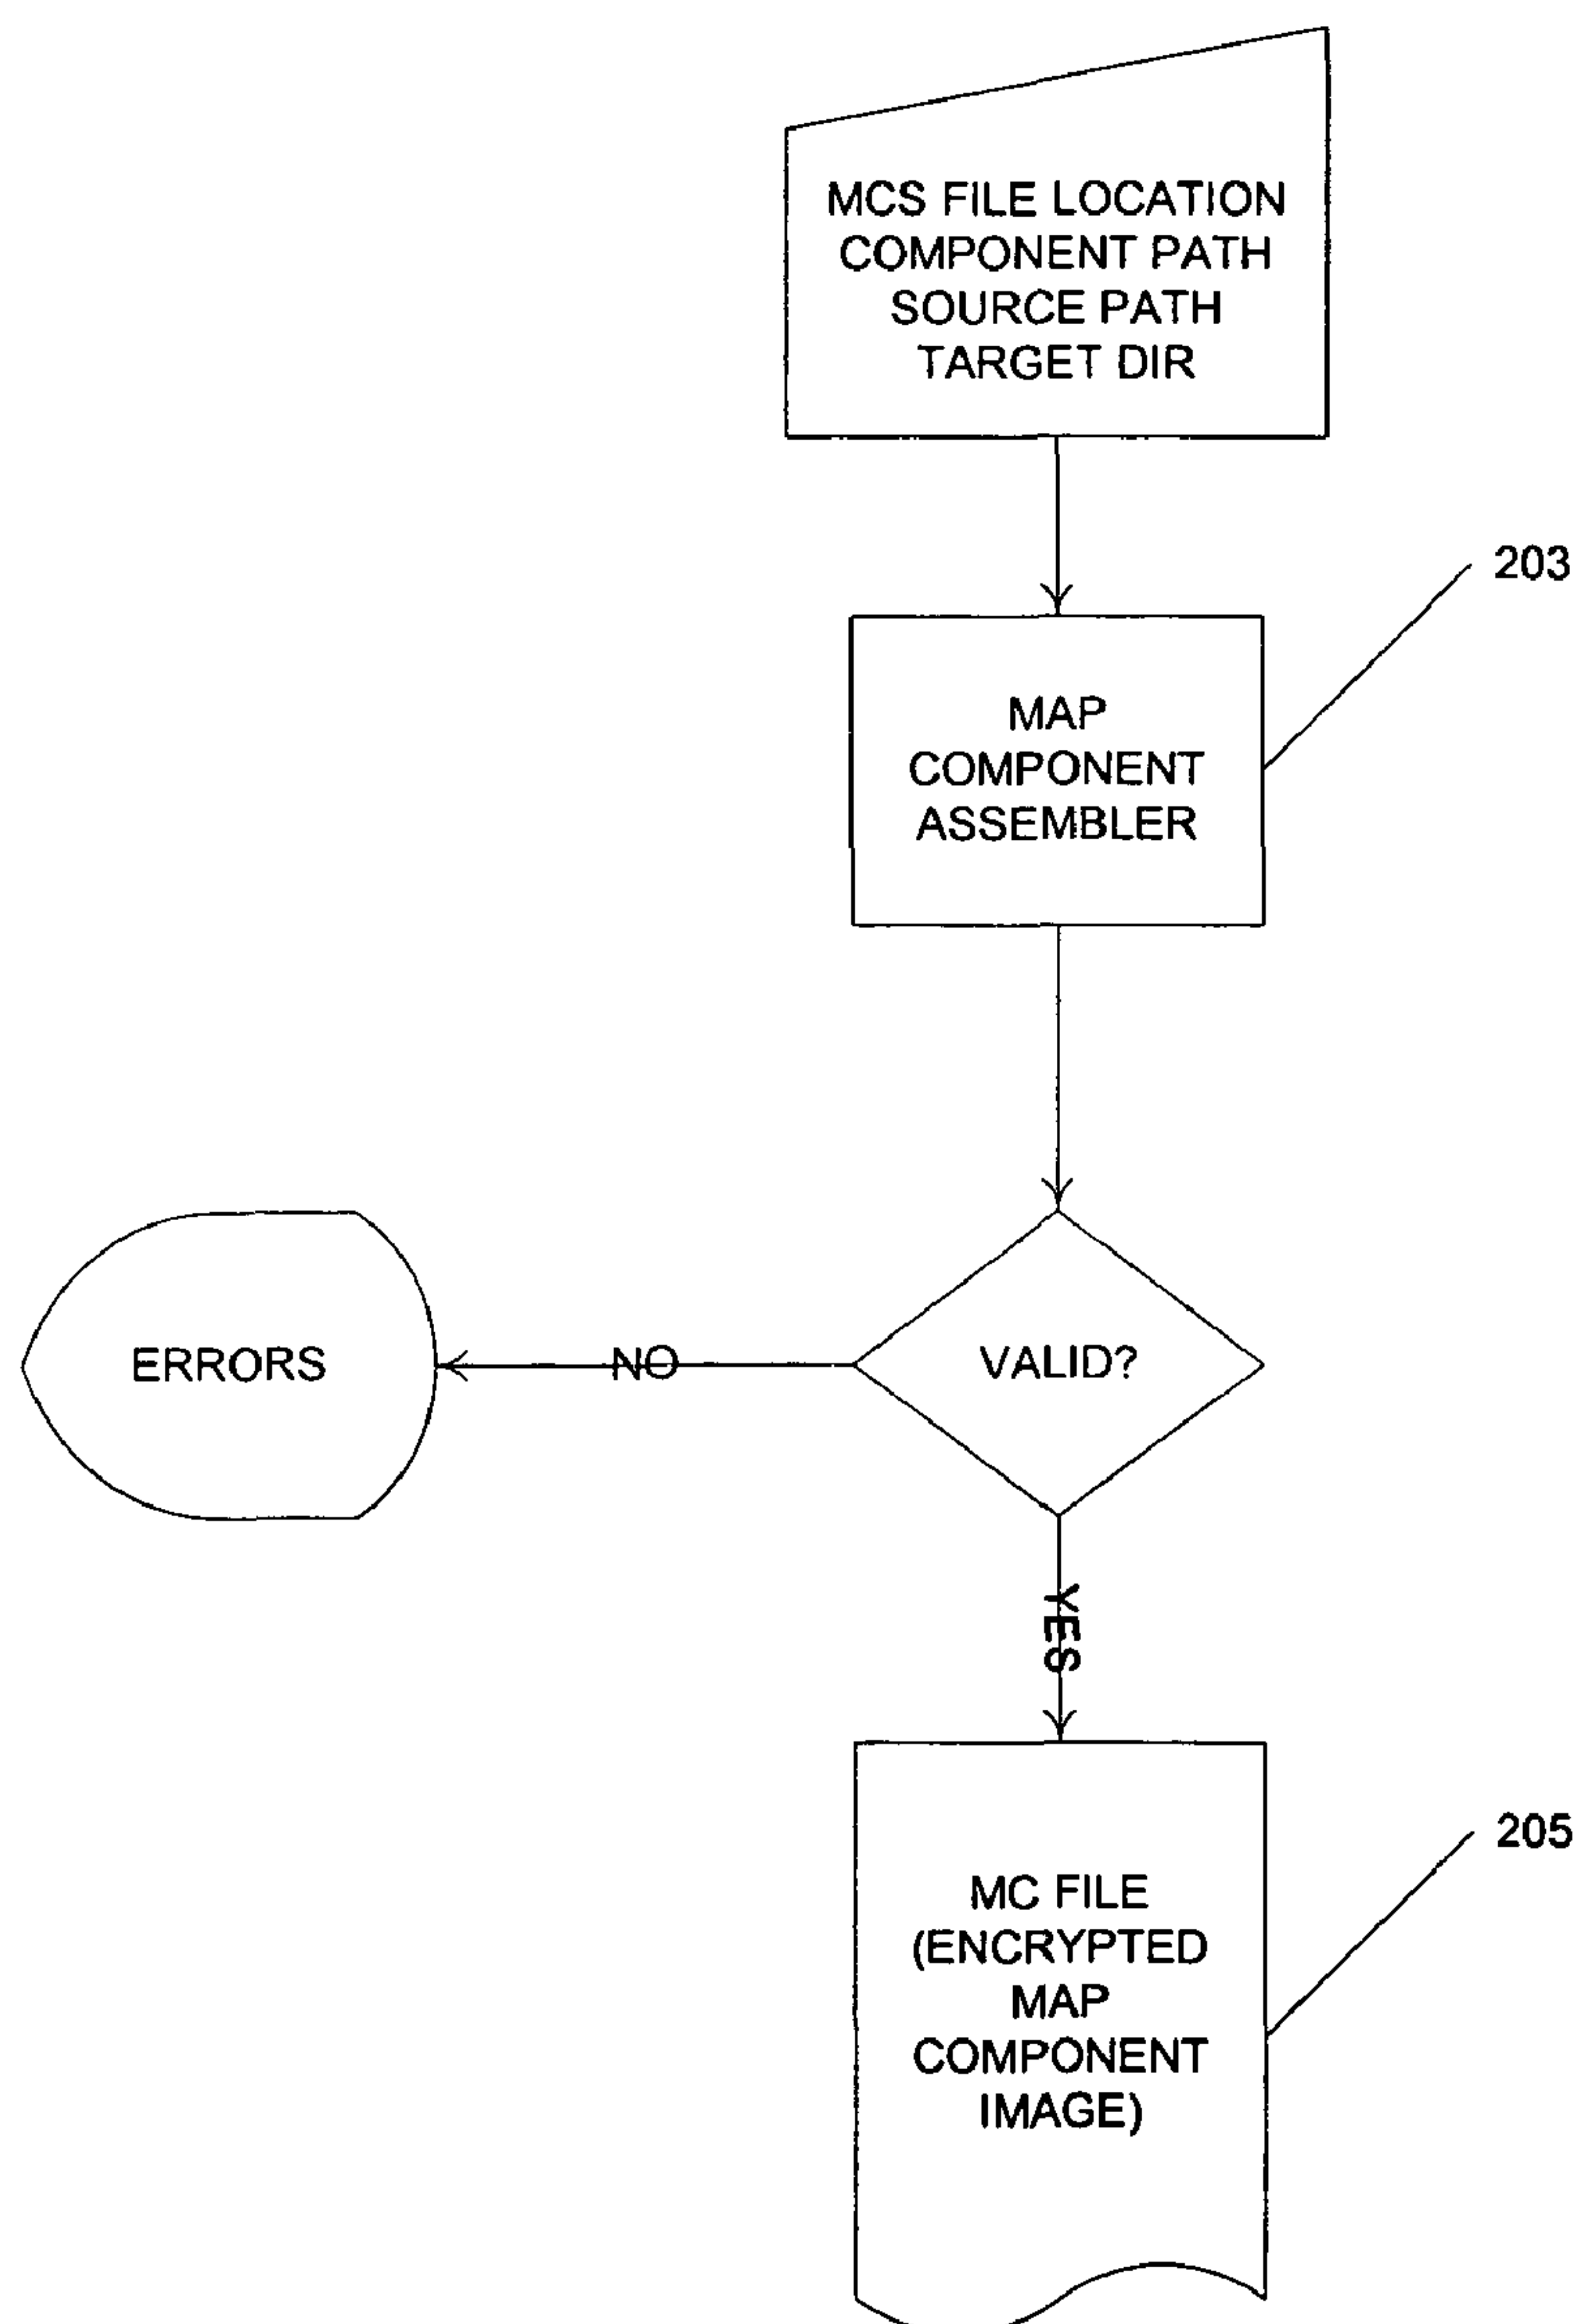 MCS FILE LOCATION
COMPONENT PATH
SOURCE PATH
TARGET DIR
203
MAP
COMPONENT
ASSEMBLER
ERRORS
NO
VALID?
YES
205
MC FILE
(ENCRYPTED
MAP
COMPONENT
IMAGE)